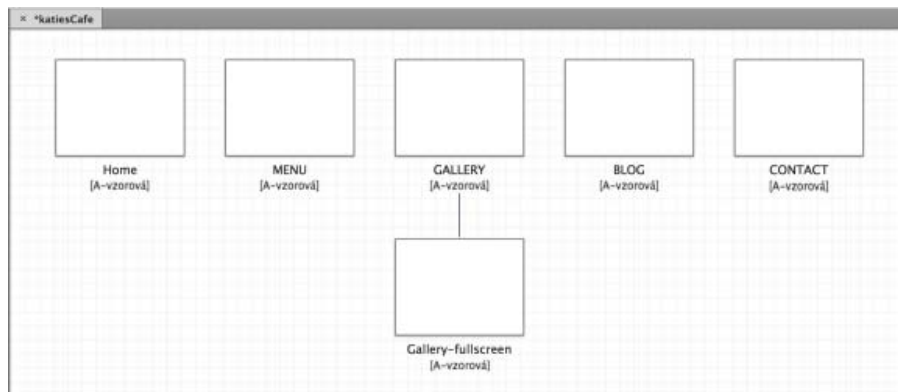 × *katiesCafe
Home
[A-vzorová]
MENU
[A-vzorová]
GALLERY
[A-vzorová]
BLOG
[A-vzorová]
CONTACT
[A-vzorová]
Gallery-fullscreen
[A-vzorová]